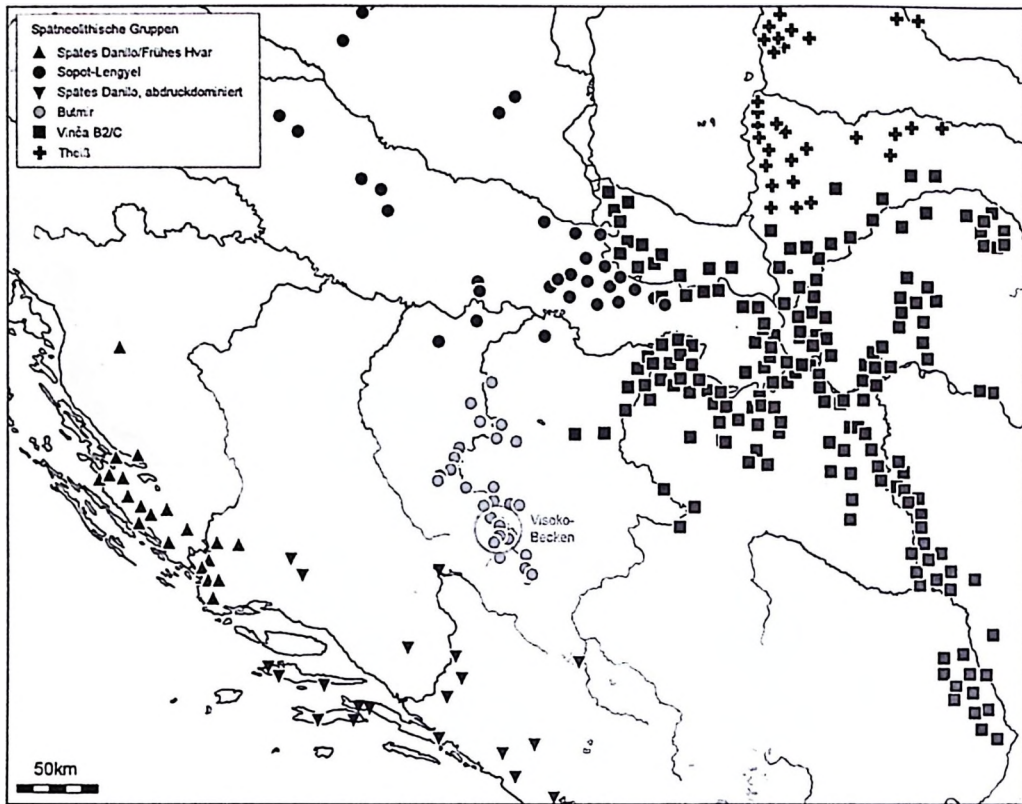 Spätneolithische Gruppen
Spätes Danilo/Frühes Hvar
Sopot-Lengyel
Spätes Danilo, abdruckdominiert
Butmir
Vinča B2/C
Theiß
Visoko-
Becken
50km